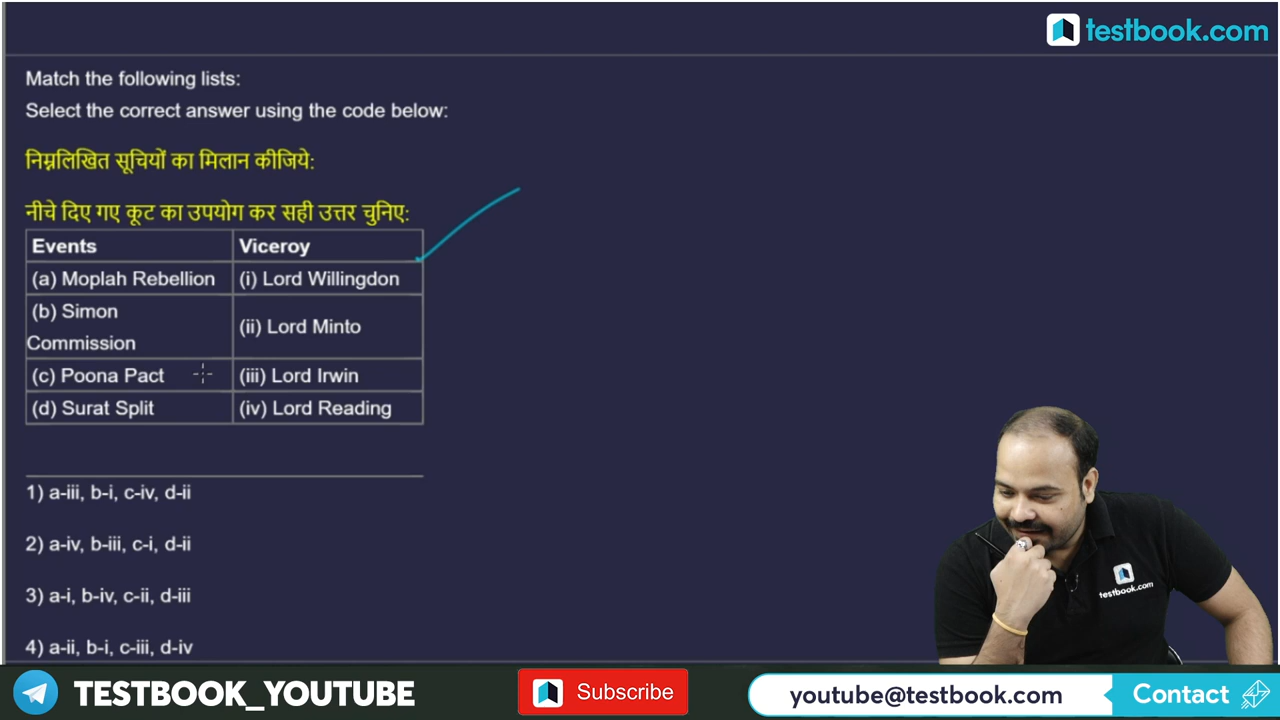 testbook.com
Match the following lists:
Select the correct answer using the code below:
निम्नलिखित सूचियों का मिलान कीजिये:
नीचे दिए गए कूट का उपयोग कर सही उत्तर चुनिए:
Events Viceroy
(a) Moplah Rebellion (i) Lord Willingdon
(b) Simon
Commission (ii) Lord Minto
(c) Poona Pact (iii) Lord Irwin
(d) Surat Split (iv) Lord Reading
1) a-iii, b-i, c-iv, d-ii
2) a-iv, b-iii, c-i, d-ii
3) a-i, b-iv, c-ii, d-iii
4) a-ii, b-i, c-iii, d-iv
testbook.com
TESTBOOK_YOUTUBE
Subscribe
youtube@testbook.com
Contact